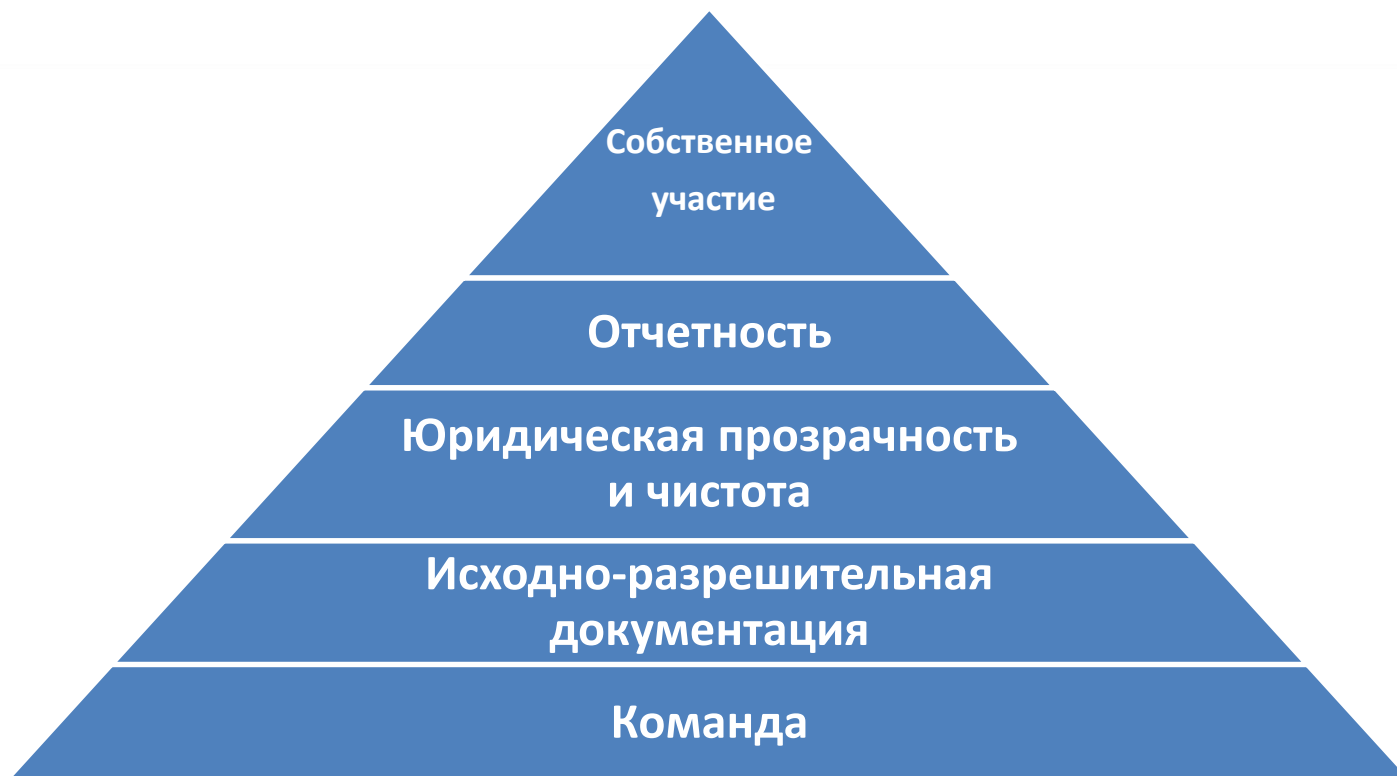 Собственное
участие
Отчетность
Юридическая прозрачность
и чистота
Исходно-разрешительная
документация
Команда